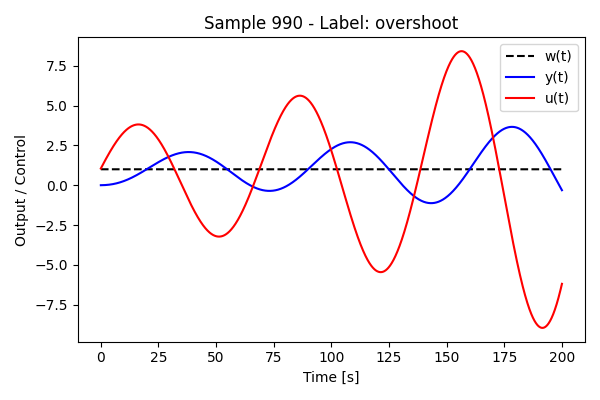 Sample 990 - Label: overshoot
w(t)
y(t)
u(t)
Output / Control
7.5
5.0
2.5
0.0
−2.5
−5.0
−7.5
0
25
50
75
100
125
150
175
200
Time [s]